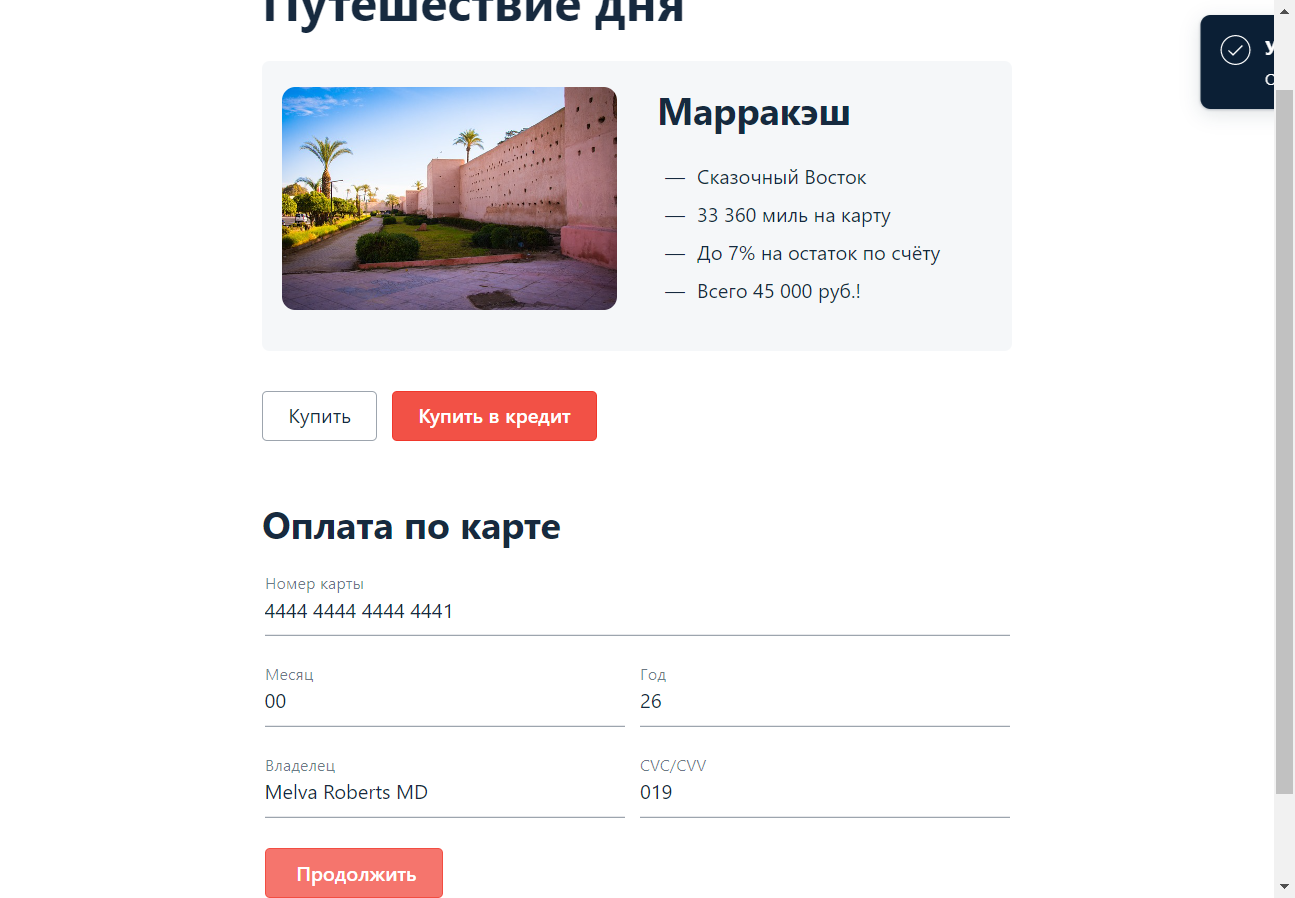 Путешествие дня
Марракэш
— Сказочный Восток
— 33 360 миль на карту
— До 7% на остаток по счёту
— Всего 45 000 руб.!
Купить
Купить в кредит
Оплата по карте
Номер карты
4444 4444 4444 4441
Месяц
00
Год
26
Владелец
Melva Roberts MD
CVC/CVV
019
Продолжить